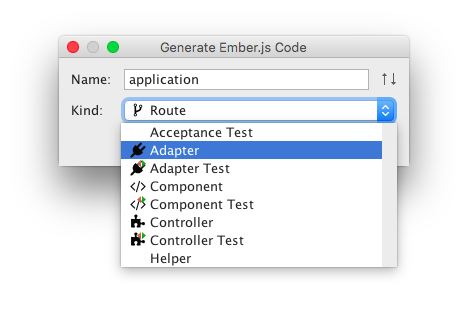 Generate Ember.js Code
Name: application
Kind: Route
Acceptance Test
Adapter
Adapter Test
Component
Component Test
Controller
Controller Test
Helper